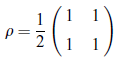 ρ = 1/2 ( 1 1
1 1 )